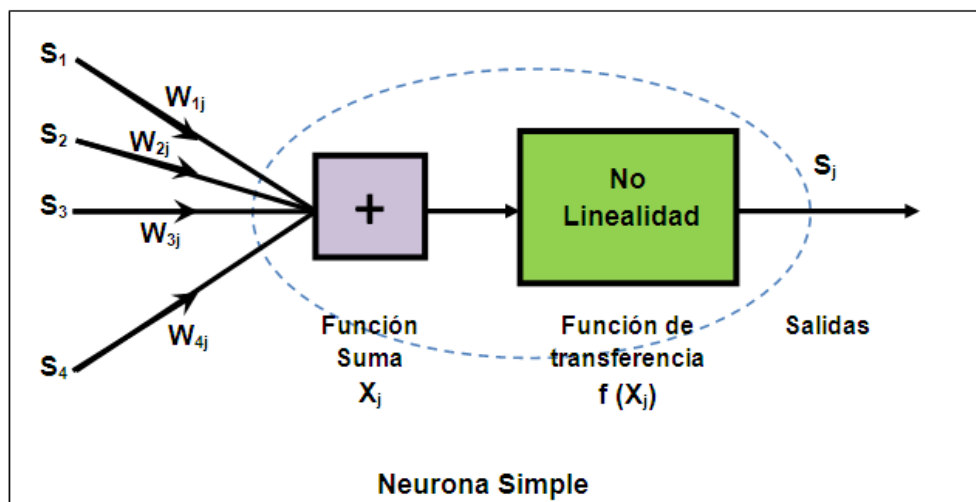 S₁
W₁ⱼ
S₂
W₂ⱼ
S₃
W₃ⱼ
S₄
W₄ⱼ
+
No
Linealidad
Sⱼ
Función
Suma
Xⱼ
Función de
transferencia
f (Xⱼ)
Salidas
Neurona Simple